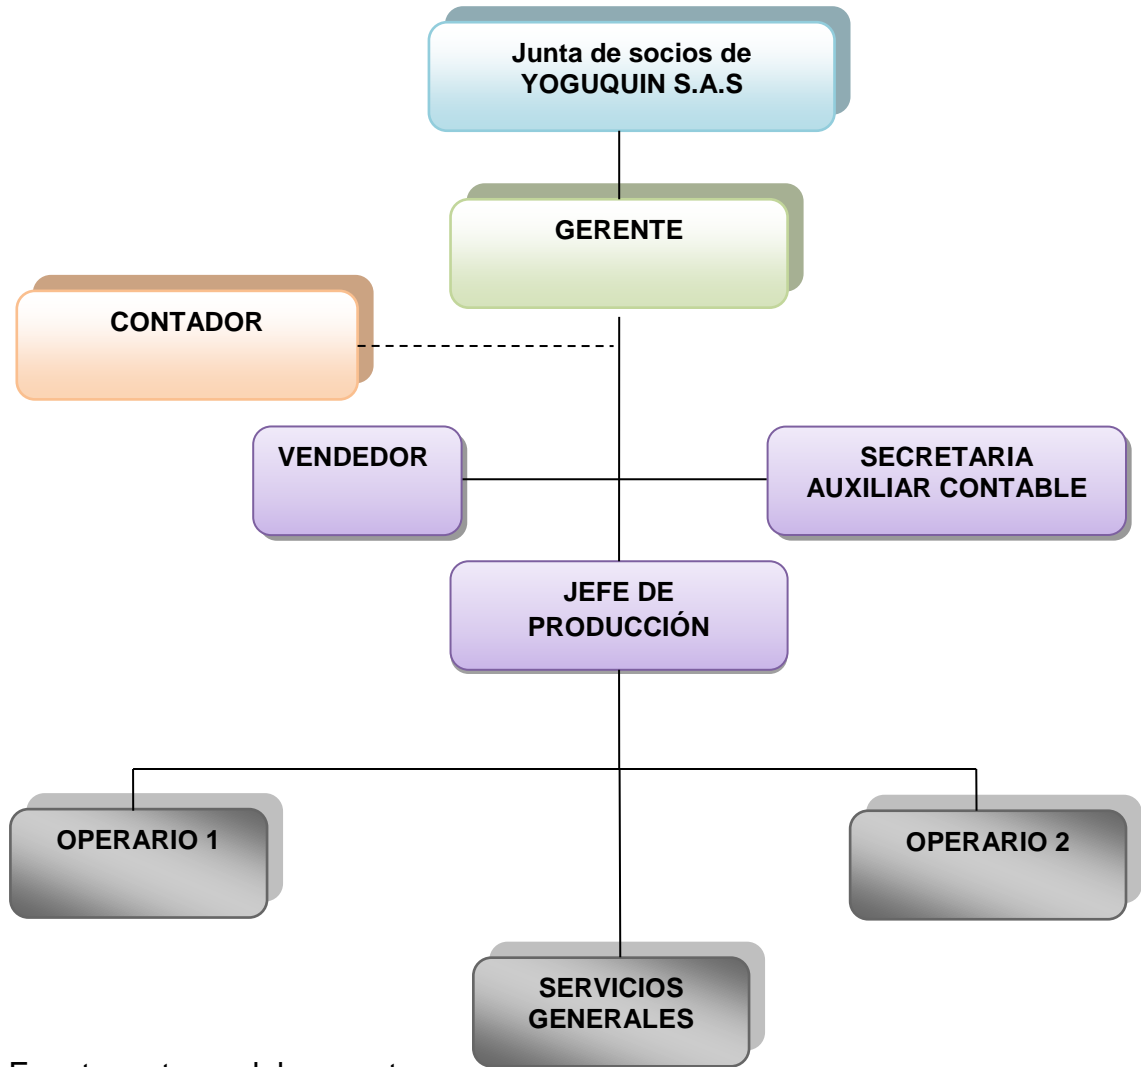 Junta de socios de
YOGUQUIN S.A.S
GERENTE
CONTADOR
VENDEDOR
SECRETARIA
AUXILIAR CONTABLE
JEFE DE
PRODUCCIÓN
OPERARIO 1
OPERARIO 2
SERVICIOS
GENERALES